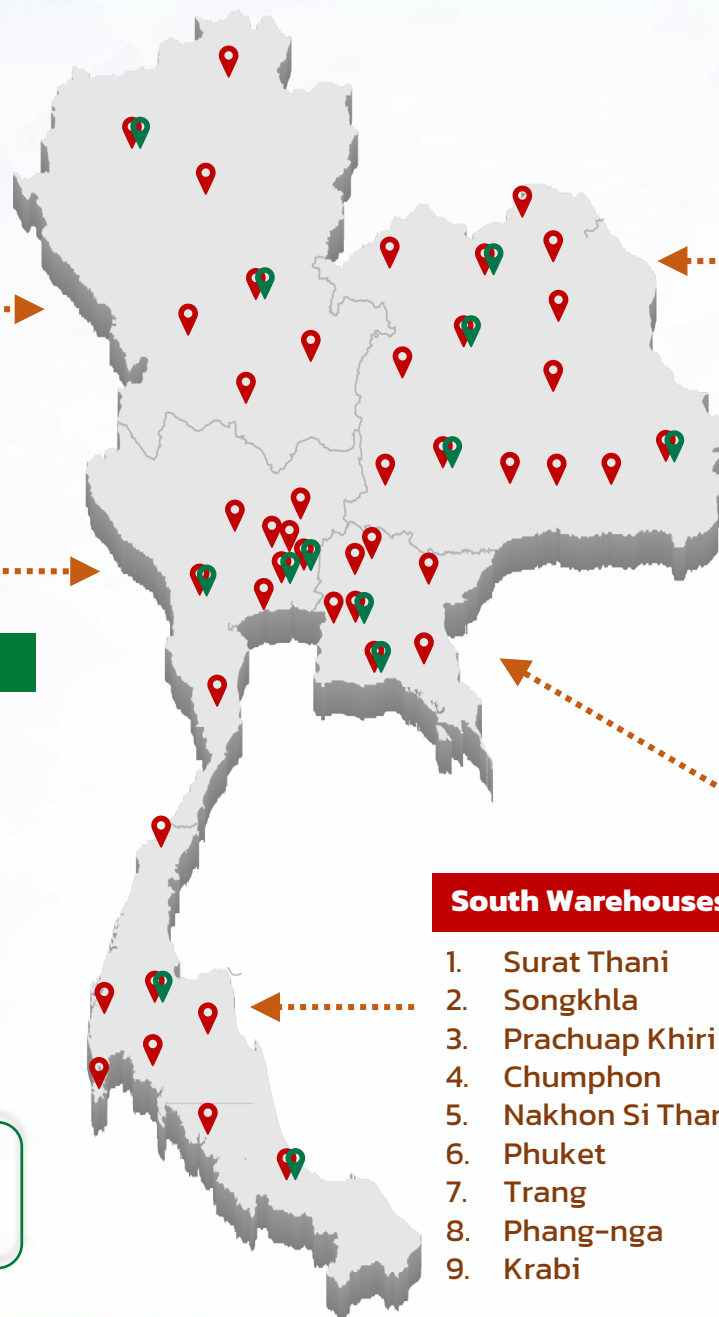 South Warehouses
1. Surat Thani
2. Songkhla
3. Prachuap Khiri
4. Chumphon
5. Nakhon Si Tham
6. Phuket
7. Trang
8. Phang-nga
9. Krabi